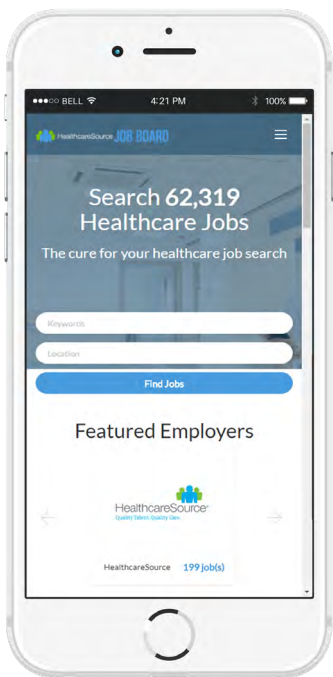 BELL 4:21 PM 100%
HealthcareSource JOB BOARD
Search 62,319
Healthcare Jobs
The cure for your healthcare job search
Keywords
Location
Find Jobs
Featured Employers
HealthcareSource
Quality Talent, Quality Care.
HealthcareSource 199 job(s)